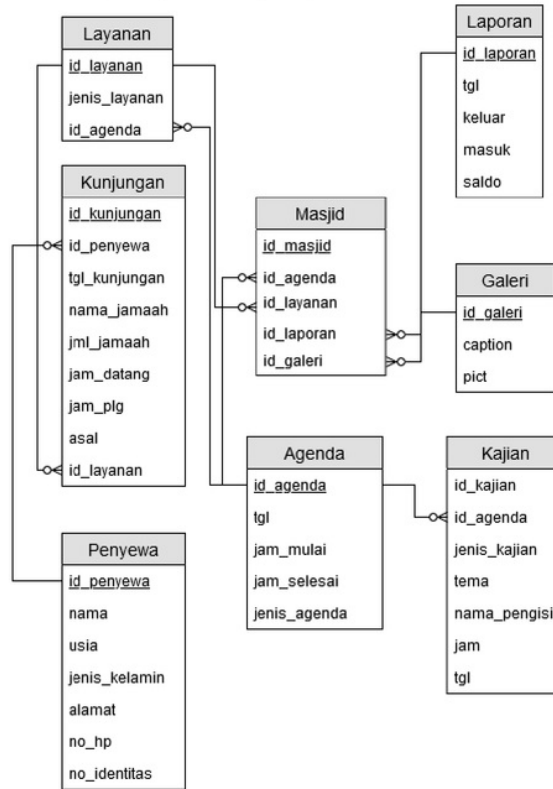 Layanan
id_layanan
jenis_layanan
id_agenda
Kunjungan
id_kunjungan
id_penyewa
tgl_kunjungan
nama_jamaah
jml_jamaah
jam_datang
jam_plg
asal
id_layanan
Penyewa
id_penyewa
nama
usia
jenis_kelamin
alamat
no_hp
no_identitas
Masjid
id_masjid
id_agenda
id_layanan
id_laporan
id_galeri
Agenda
id_agenda
tgl
jam_mulai
jam_selesai
jenis_agenda
Laporan
id_laporan
tgl
keluar
masuk
saldo
Galeri
id_galeri
caption
pict
Kajian
id_kajian
id_agenda
jenis_kajian
tema
nama_pengisi
jam
tgl